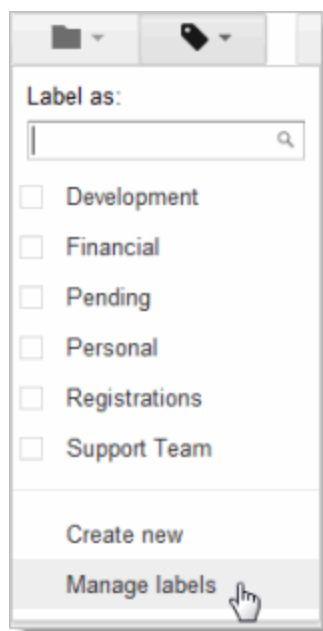 Label as:
Development
Financial
Pending
Personal
Registrations
Support Team
Create new
Manage labels